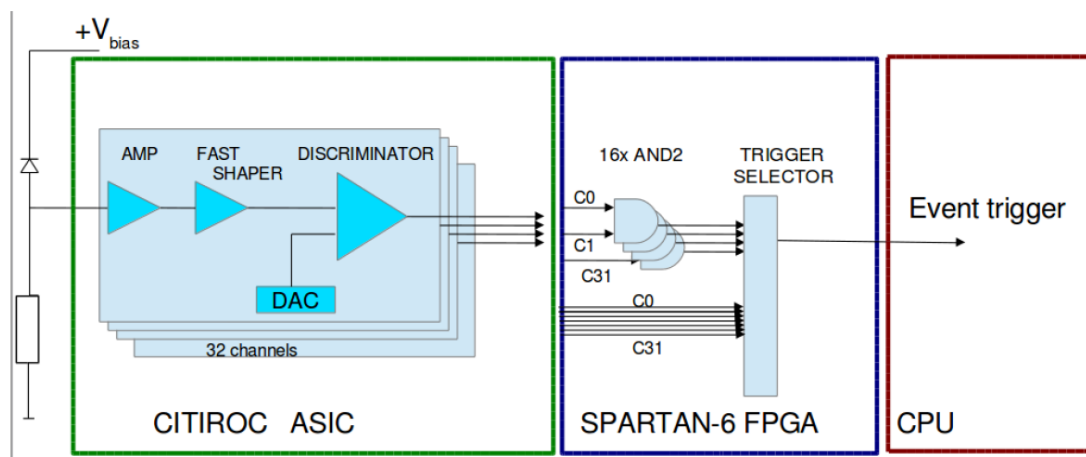 +Vbias
AMP
FAST
SHAPER
DISCRIMINATOR
DAC
32 channels
CITIROC ASIC
16x AND2
TRIGGER
SELECTOR
C0
C1
C31
C0
C31
SPARTAN-6 FPGA
Event trigger
CPU